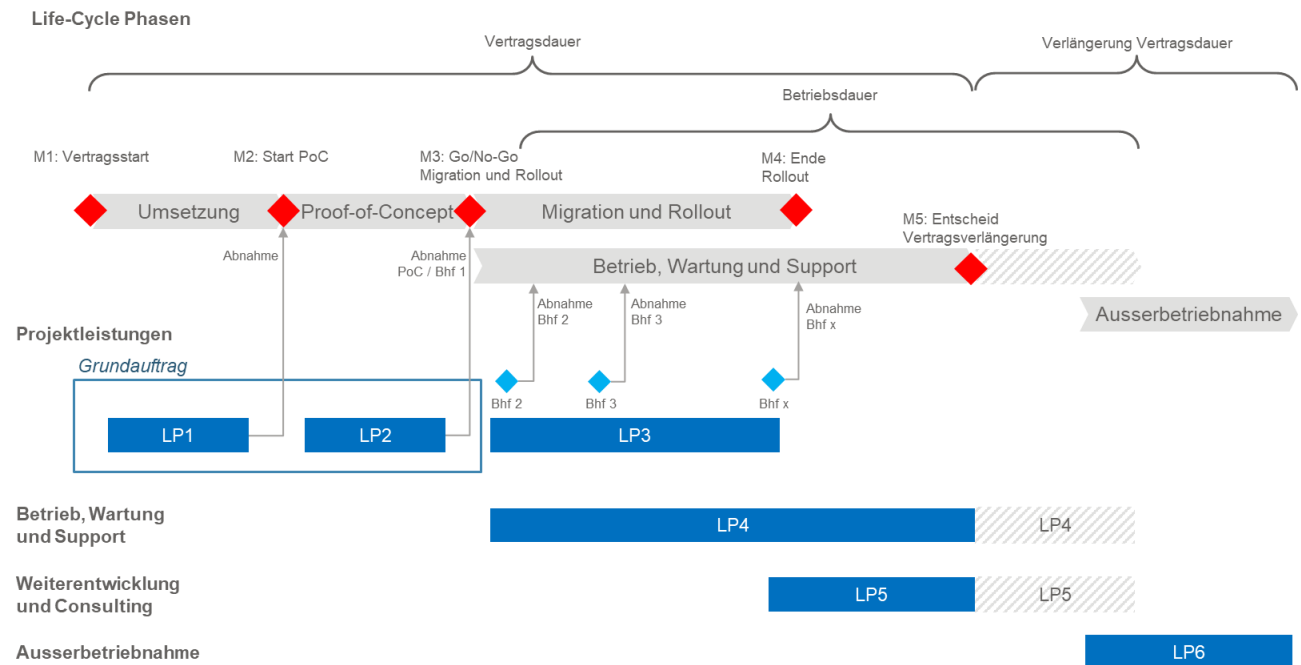 Life-Cycle Phasen
Vertragsdauer
Verlängerung Vertragsdauer
Betriebsdauer
M1: Vertragsstart
M2: Start PoC
M3: Go/No-Go
Migration und Rollout
M4: Ende
Rollout
Umsetzung
Proof-of-Concept
Migration und Rollout
M5: Entscheid
Vertragsverlängerung
Abnahme
Abnahme
PoC / Bhf 1
Betrieb, Wartung und Support
Abnahme
Bhf 2
Abnahme
Bhf 3
Abnahme
Bhf x
Ausserbetriebnahme
Projektleistungen
Grundauftrag
Bhf 2
Bhf 3
Bhf x
LP1
LP2
LP3
Betrieb, Wartung
und Support
LP4
LP4
Weiterentwicklung
und Consulting
LP5
LP5
Ausserbetriebnahme
LP6